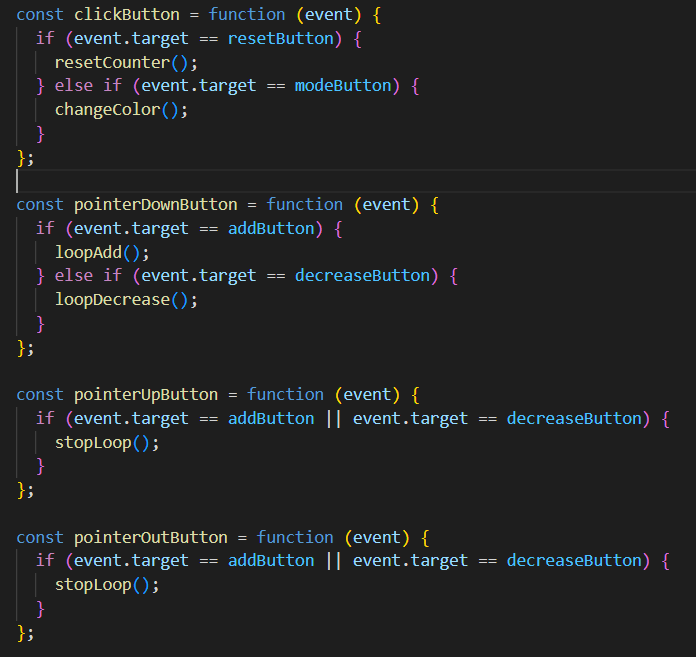 const clickButton = function (event) {
  if (event.target == resetButton) {
    resetCounter();
  } else if (event.target == modeButton) {
    changeColor();
  }
};

const pointerDownButton = function (event) {
  if (event.target == addButton) {
    loopAdd();
  } else if (event.target == decreaseButton) {
    loopDecrease();
  }
};

const pointerUpButton = function (event) {
  if (event.target == addButton || event.target == decreaseButton) {
    stopLoop();
  }
};

const pointerOutButton = function (event) {
  if (event.target == addButton || event.target == decreaseButton) {
    stopLoop();
  }
};